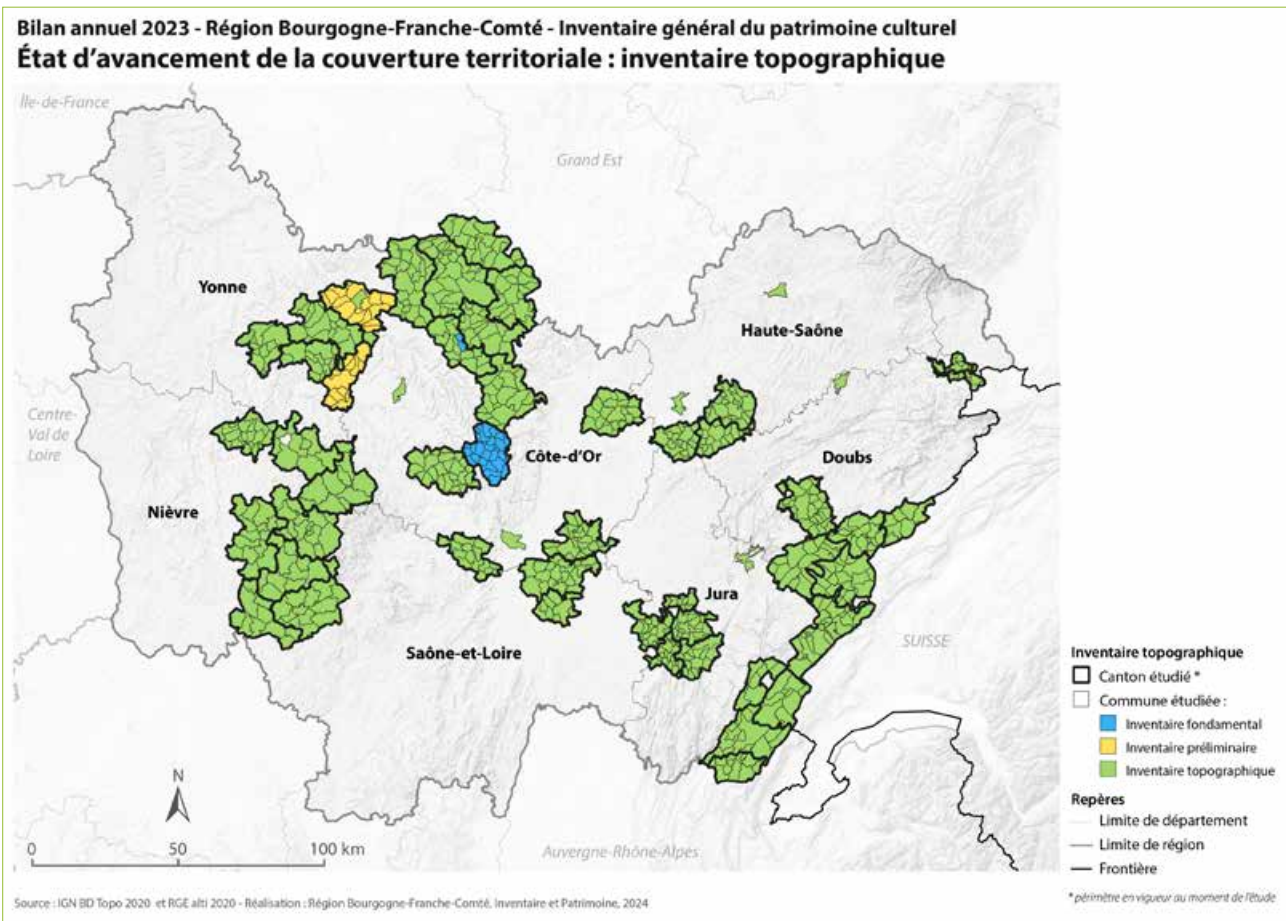 Bilan annuel 2023 - Région Bourgogne-Franche-Comté - Inventaire général du patrimoine culturel
État d'avancement de la couverture territoriale : inventaire topographique
Île-de-France
Grand Est
Yonne
Haute-Saône
Centre-
Val de
Loire
Côte-d'Or
Doubs
Nièvre
Jura
Saône-et-Loire
SUISSE
Auvergne-Rhône-Alpes
N
0 50 100 km
Inventaire topographique
Canton étudié *
Commune étudiée :
Inventaire fondamental
Inventaire préliminaire
Inventaire topographique
Repères
Limite de département
Limite de région
Frontière
* périmètre en vigueur au moment de l'étude
Source : IGN BD Topo 2020 et RGE alti 2020 - Réalisation : Région Bourgogne-Franche-Comté, Inventaire et Patrimoine, 2024